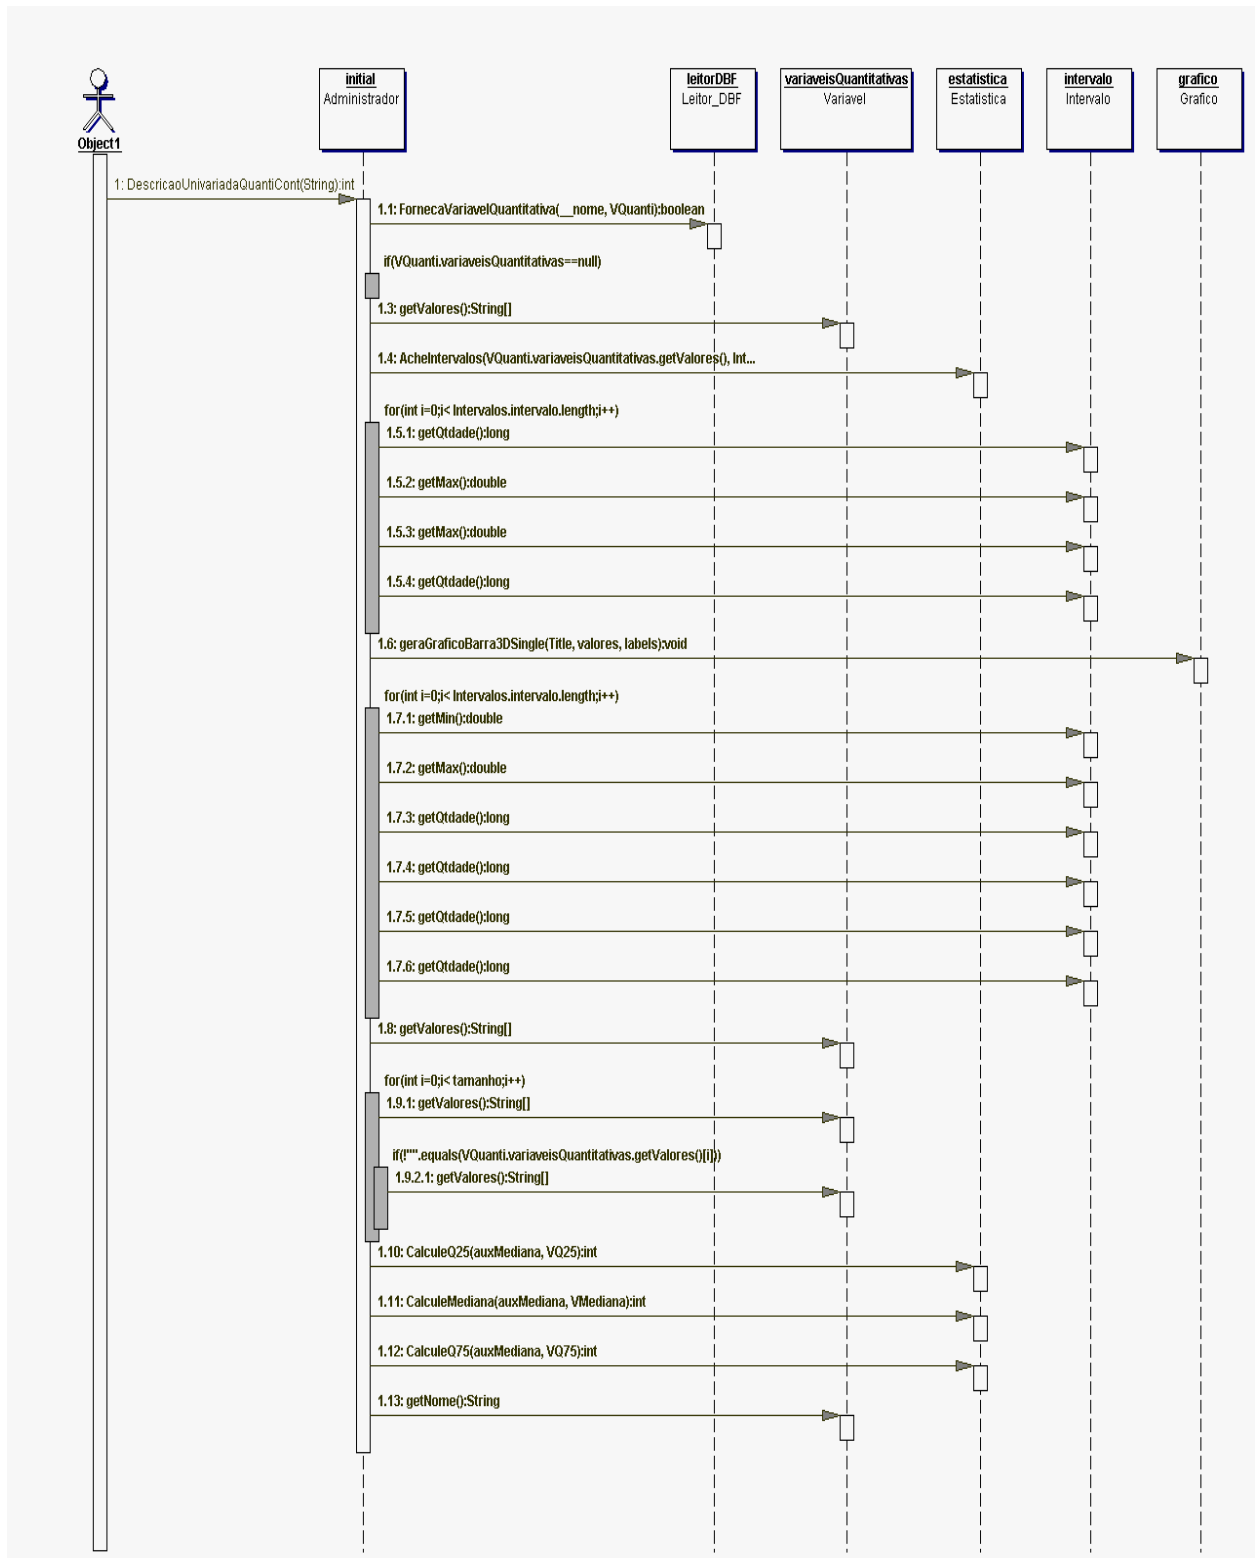 initial
Administrador
leitorDBF
Leitor_DBF
variaveisQuantitativas
Variavel
estatistica
Estatistica
intervalo
Intervalo
grafico
Grafico
Object1
1: DescricaoUnivariadaQuantiCont(String):int
1.1: FornecaVariavelQuantitativa(__nome, VQuanti):boolean
if(VQuanti.variaveisQuantitativas==null)
1.3: getValores():String[]
1.4: AcheIntervalos(VQuanti.variaveisQuantitativas.getValores(), Int...
for(int i=0;i< Intervalos.intervalo.length;i++)
1.5.1: getQtdade():long
1.5.2: getMax():double
1.5.3: getMax():double
1.5.4: getQtdade():long
1.6: geraGraficoBarra3DSingle(Title, valores, labels):void
for(int i=0;i< Intervalos.intervalo.length;i++)
1.7.1: getMin():double
1.7.2: getMax():double
1.7.3: getQtdade():long
1.7.4: getQtdade():long
1.7.5: getQtdade():long
1.7.6: getQtdade():long
1.8: getValores():String[]
for(int i=0;i< tamanho;i++)
1.9.1: getValores():String[]
if(!"".equals(VQuanti.variaveisQuantitativas.getValores()[i]))
1.9.2.1: getValores():String[]
1.10: CalculeQ25(auxMediana, VQ25):int
1.11: CalculeMediana(auxMediana, VMediana):int
1.12: CalculeQ75(auxMediana, VQ75):int
1.13: getNome():String